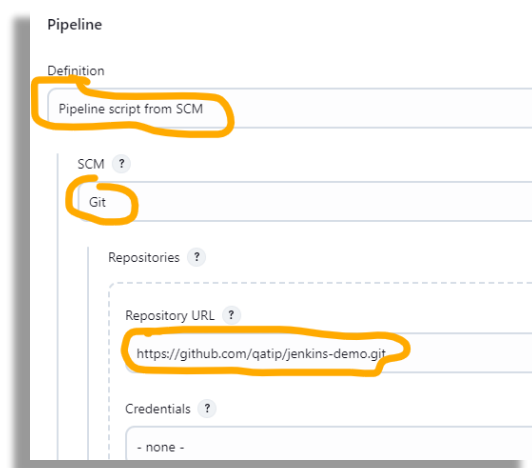 Pipeline
Definition
Pipeline script from SCM
SCM ?
Git
Repositories ?
Repository URL ?
https://github.com/qatip/jenkins-demo.git
Credentials ?
- none -